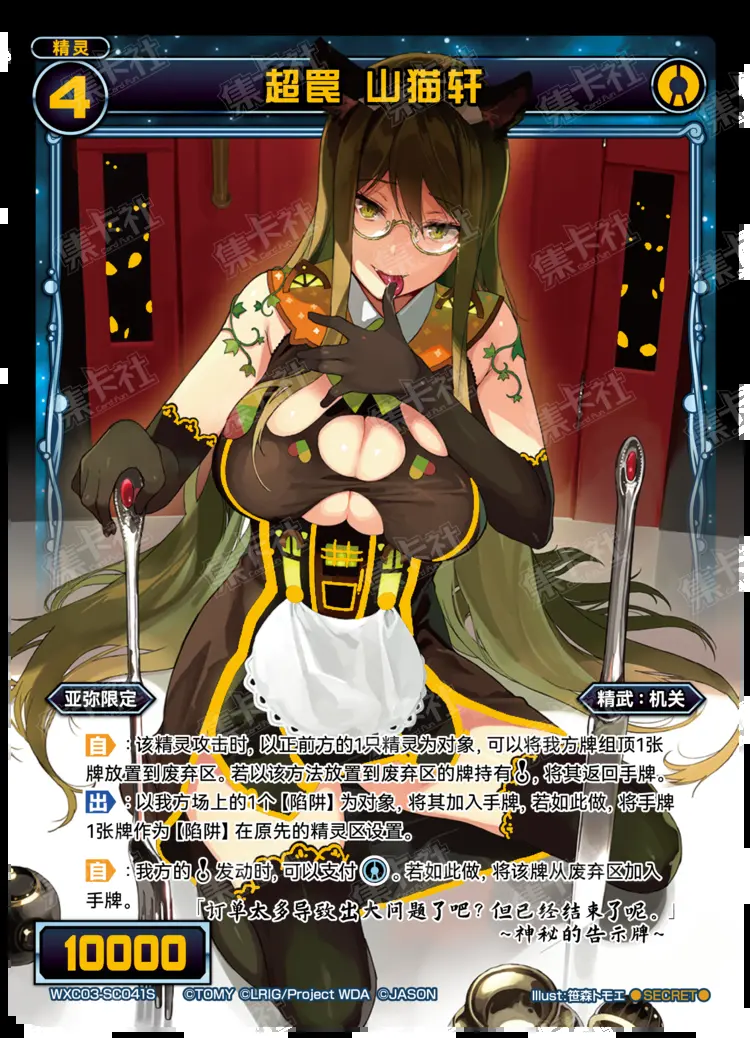 精灵
4
超罠 山猫轩
集卡社
亚弥限定
精武：机关
自：该精灵攻击时，以正前方的1只精灵为对象，可以将我方牌组顶1张
牌放置到废弃区。若以该方法放置到废弃区的牌持有，将其返回手牌。
出：以我方场上的1个【陷阱】为对象，将其加入手牌，若如此做，将手牌
1张牌作为【陷阱】在原先的精灵区设置。
自：我方的发动时，可以支付。若如此做，将该牌从废弃区加入
手牌。
「打单太多导致出大问题了吧？但已经结束了呢。」
~神秘的告示牌~
10000
WXC03-SC041S ©TOMY ©LRIG/Project WDA ©JASON
Illust:笹森トモエ ●SECRET●